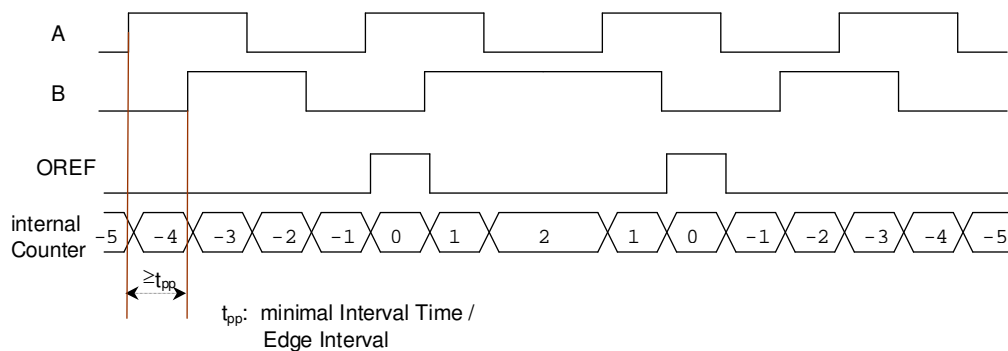 A
B
OREF
internal
Counter
-5 -4 -3 -2 -1 0 1 2 1 0 -1 -2 -3 -4 -5
≥tpp
tpp: minimal Interval Time /
Edge Interval